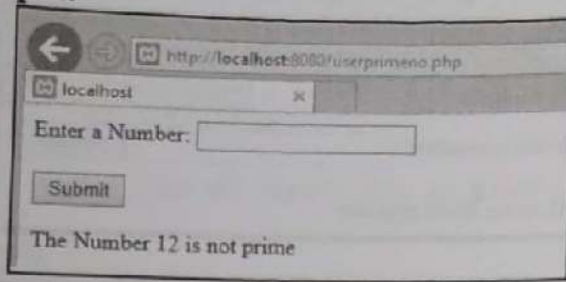 http://localhost:8080/userprimeno.php
localhost
Enter a Number:
Submit
The Number 12 is not prime